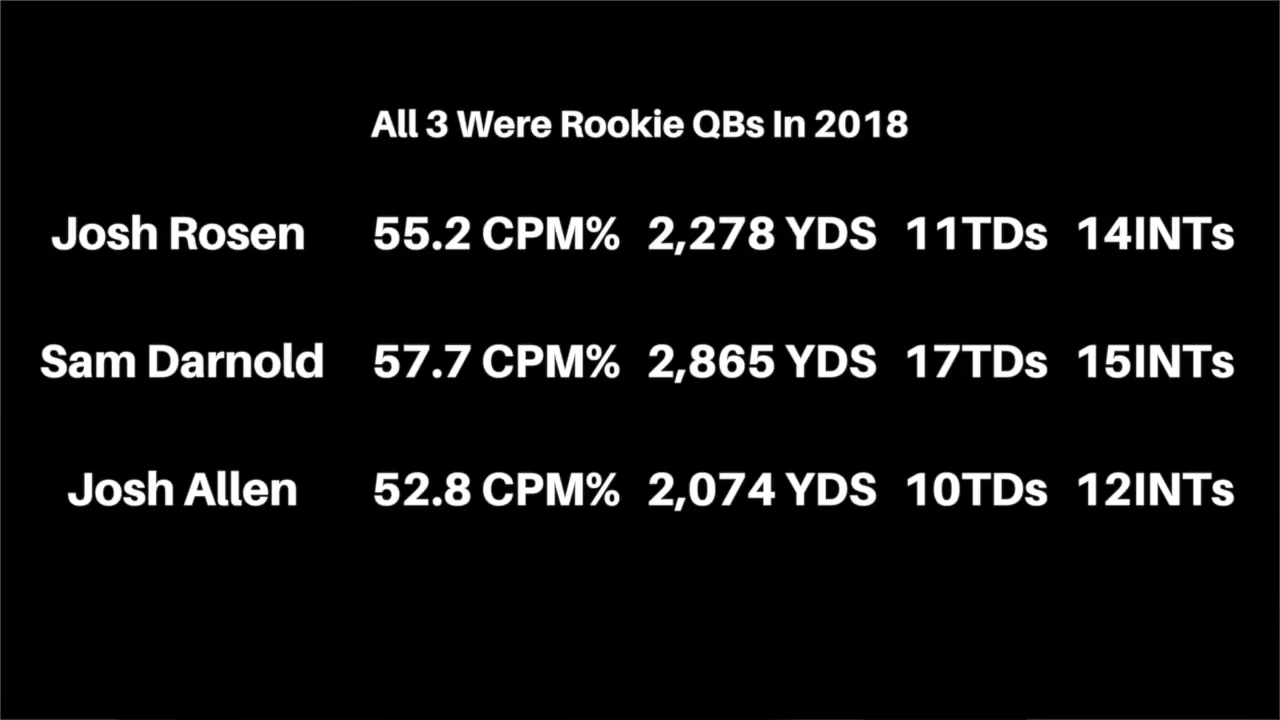 All 3 Were Rookie QBs In 2018
Josh Rosen 55.2 CPM% 2,278 YDS 11TDs 14INTs
Sam Darnold 57.7 CPM% 2,865 YDS 17TDs 15INTs
Josh Allen 52.8 CPM% 2,074 YDS 10TDs 12INTs